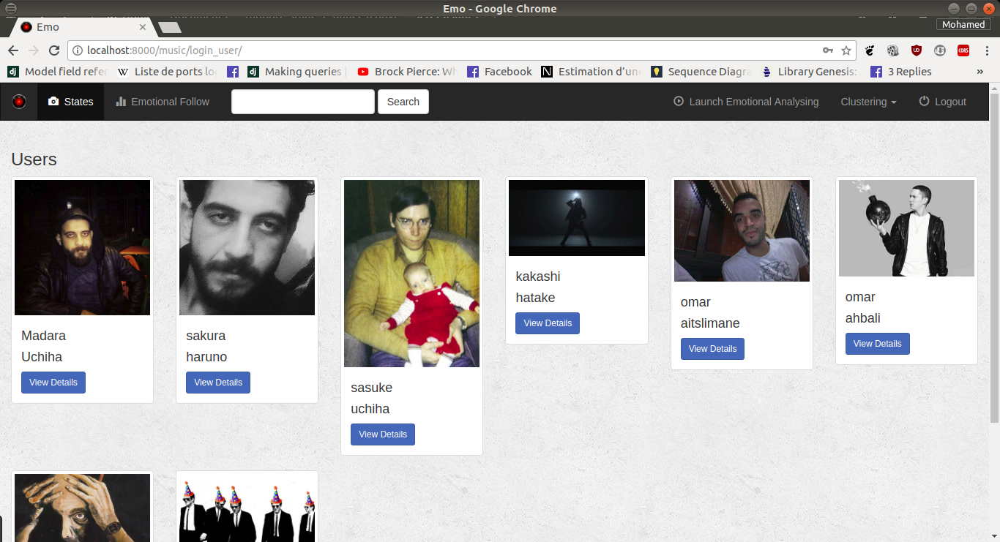 Emo - Google Chrome
Emo
Mohamed
localhost:8000/music/login_user/
Model field refer
Liste de ports lo
Making queries |
Brock Pierce: Wh
Facebook
Estimation d'un
Sequence Diagra
Library Genesis:
3 Replies
»
States
Emotional Follow
Search
Launch Emotional Analysing
Clustering
Logout
Users
Madara
Uchiha
View Details
sakura
haruno
View Details
sasuke
uchiha
View Details
kakashi
hatake
View Details
omar
aitslimane
View Details
omar
ahbali
View Details